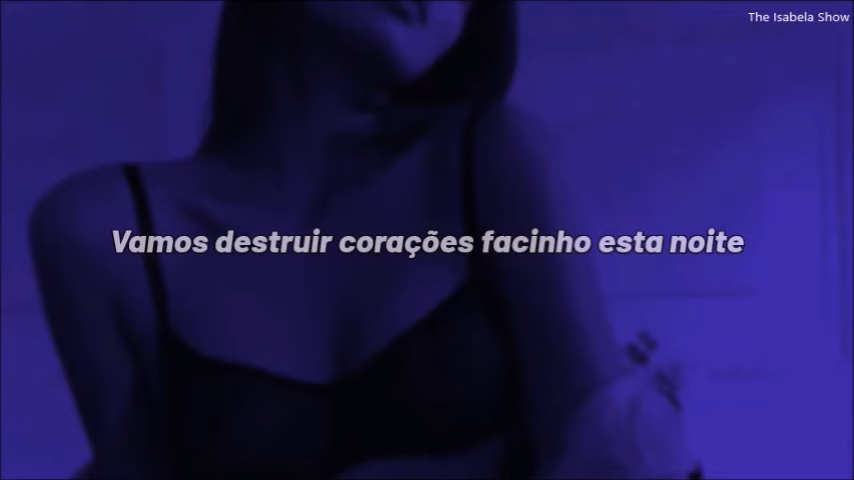 The Isabela Show
Vamos destruir corações facinho esta noite